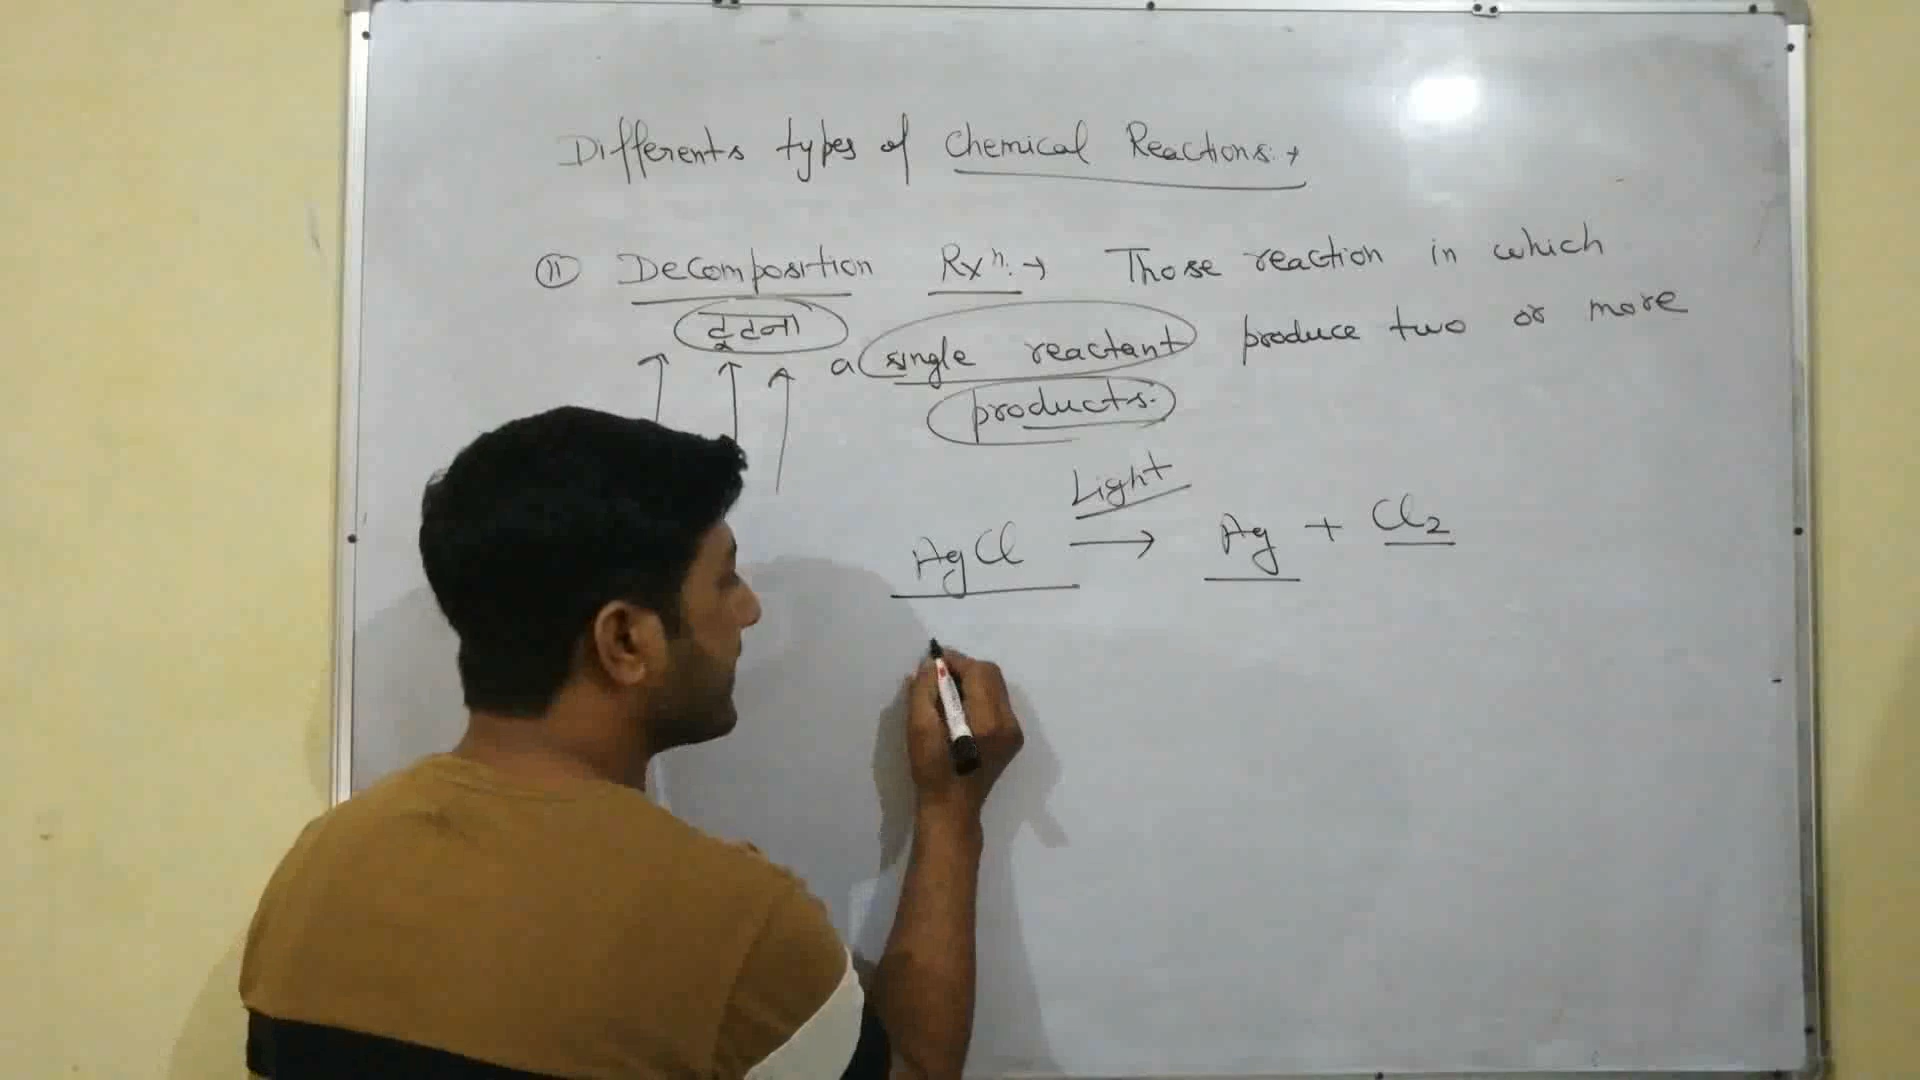 Differents types of Chemical Reactions:→
(II) Decomposition Rxⁿ:→ Those reaction in which
टूटना
a single reactant produce two or more
products.
Light
AgCl → Ag + Cl₂